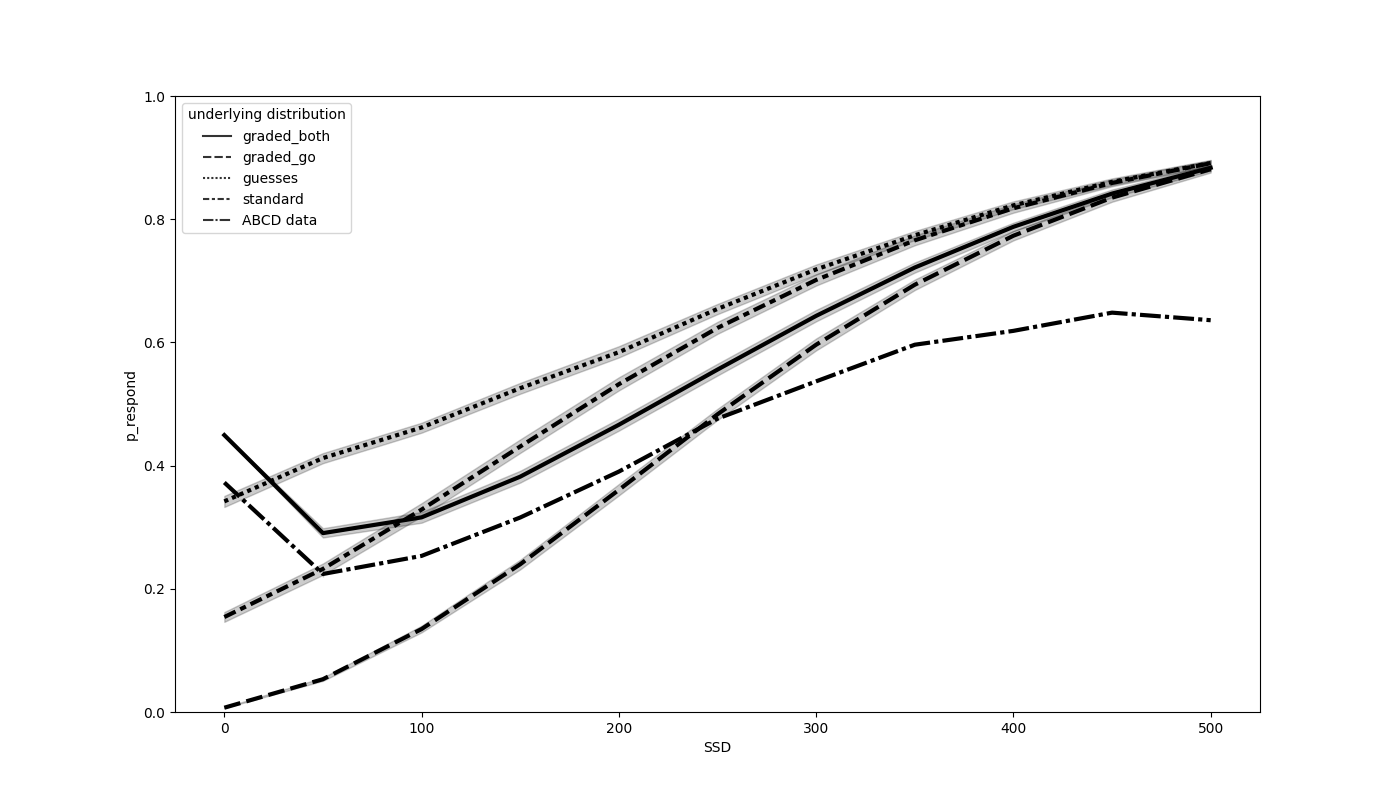 1.0
0.8
0.6
0.4
0.2
0.0
p_respond
underlying distribution
graded_both
graded_go
guesses
standard
ABCD data
0 100 200 300 400 500
SSD